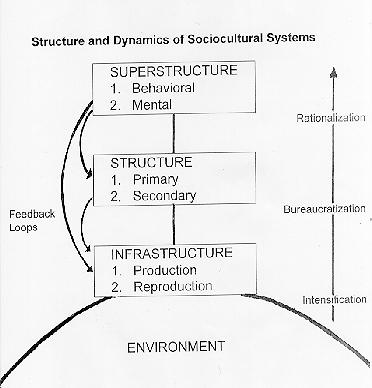 Structure and Dynamics of Sociocultural Systems
SUPERSTRUCTURE
1. Behavioral
2. Mental
Rationalization
STRUCTURE
1. Primary
2. Secondary
Feedback
Loops
Bureaucratization
INFRASTRUCTURE
1. Production
2. Reproduction
Intensification
ENVIRONMENT